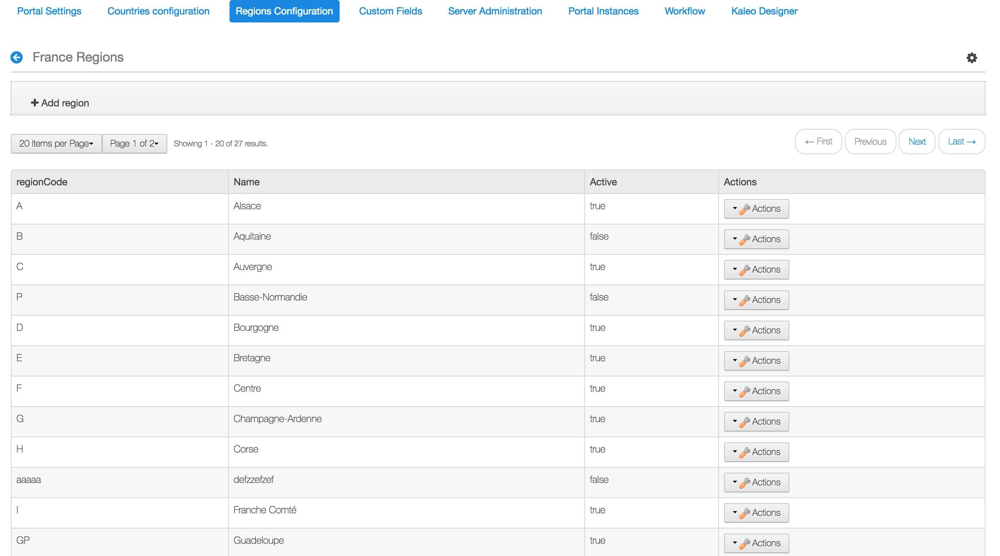 Portal Settings Countries configuration Regions Configuration Custom Fields Server Administration Portal Instances Workflow Kaleo Designer
France Regions
Add region
20 Items per Page Page 1 of 2 Showing 1 - 20 of 27 results. ← First Previous Next Last →
regionCode Name Active Actions
A Alsace true Actions
B Aquitaine false Actions
C Auvergne true Actions
P Basse-Normandie false Actions
D Bourgogne true Actions
E Bretagne true Actions
F Centre true Actions
G Champagne-Ardenne true Actions
H Corse true Actions
aaaaa defzzefzef false Actions
I Franche Comté true Actions
GP Guadeloupe true Actions